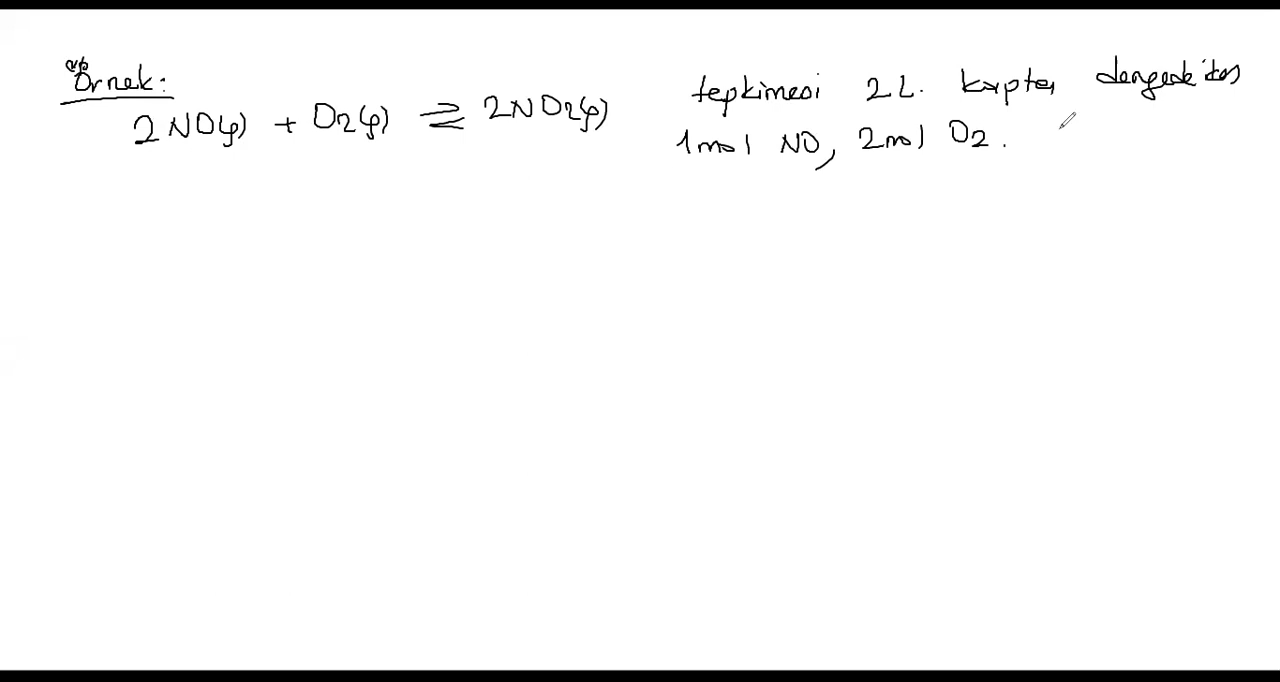 Örnek:
2NO(g) + O2(g) ⇌ 2NO2(g)
tepkimesi 2L. kapta, dengede iken
1mol NO, 2mol O2.